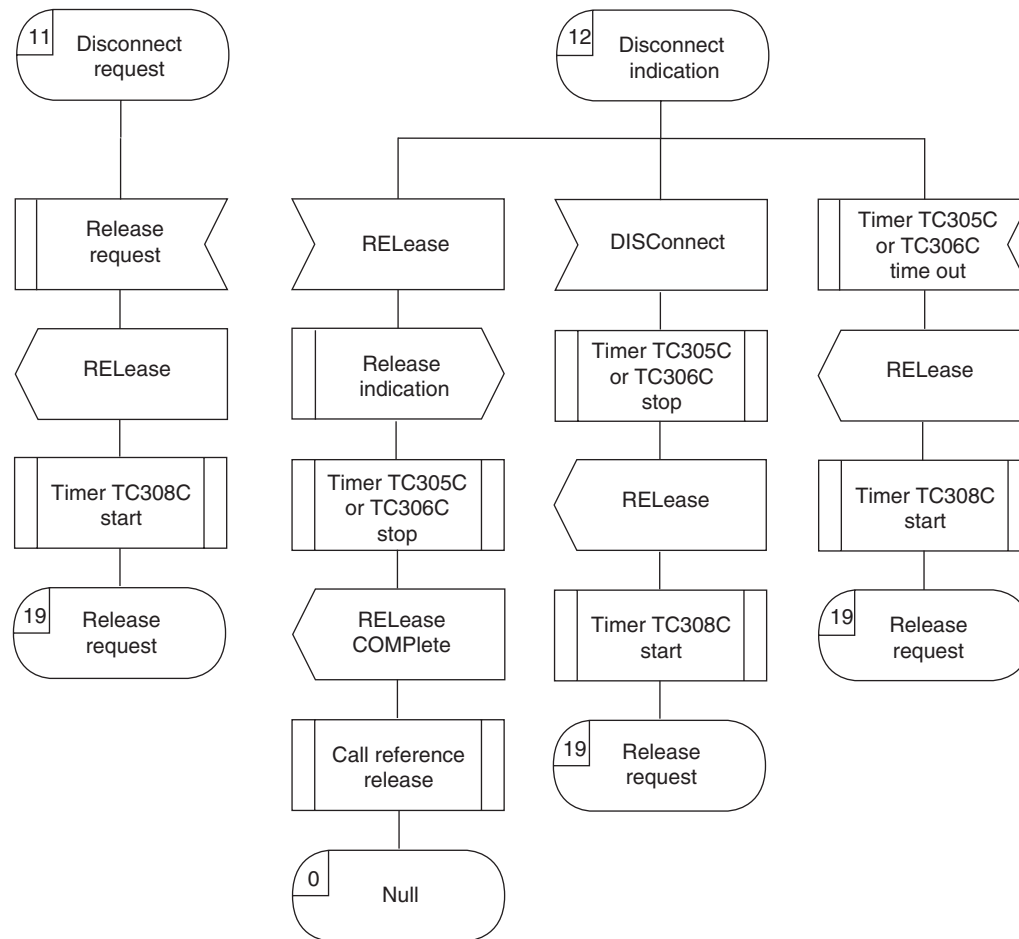 11
Disconnect
request
Release
request
RELease
Timer TC308C
start
19
Release
request
12
Disconnect
indication
RELease
Release
indication
Timer TC305C
or TC306C
stop
RELease
COMPlete
Call reference
release
0
Null
DISConnect
Timer TC305C
or TC306C
stop
RELease
Timer TC308C
start
19
Release
request
Timer TC305C
or TC306C
time out
RELease
Timer TC308C
start
19
Release
request